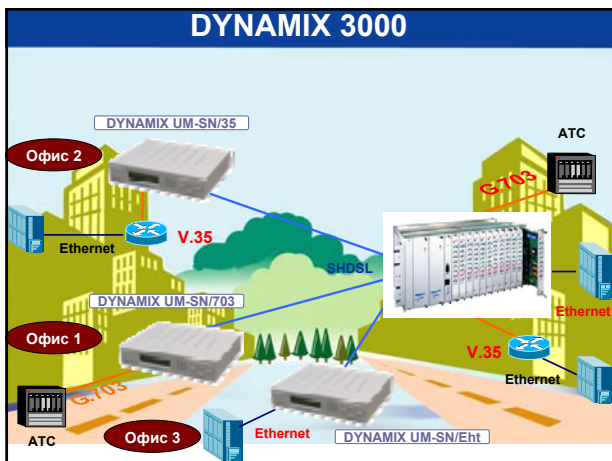 DYNAMIX 3000
DYNAMIX UM-SN/35
АТС
Офис 2
G.703
Ethernet
V.35
SHDSL
DYNAMIX UM-SN/703
Ethernet
Офис 1
V.35
Ethernet
G.703
АТС
Офис 3
Ethernet
DYNAMIX UM-SN/Eht